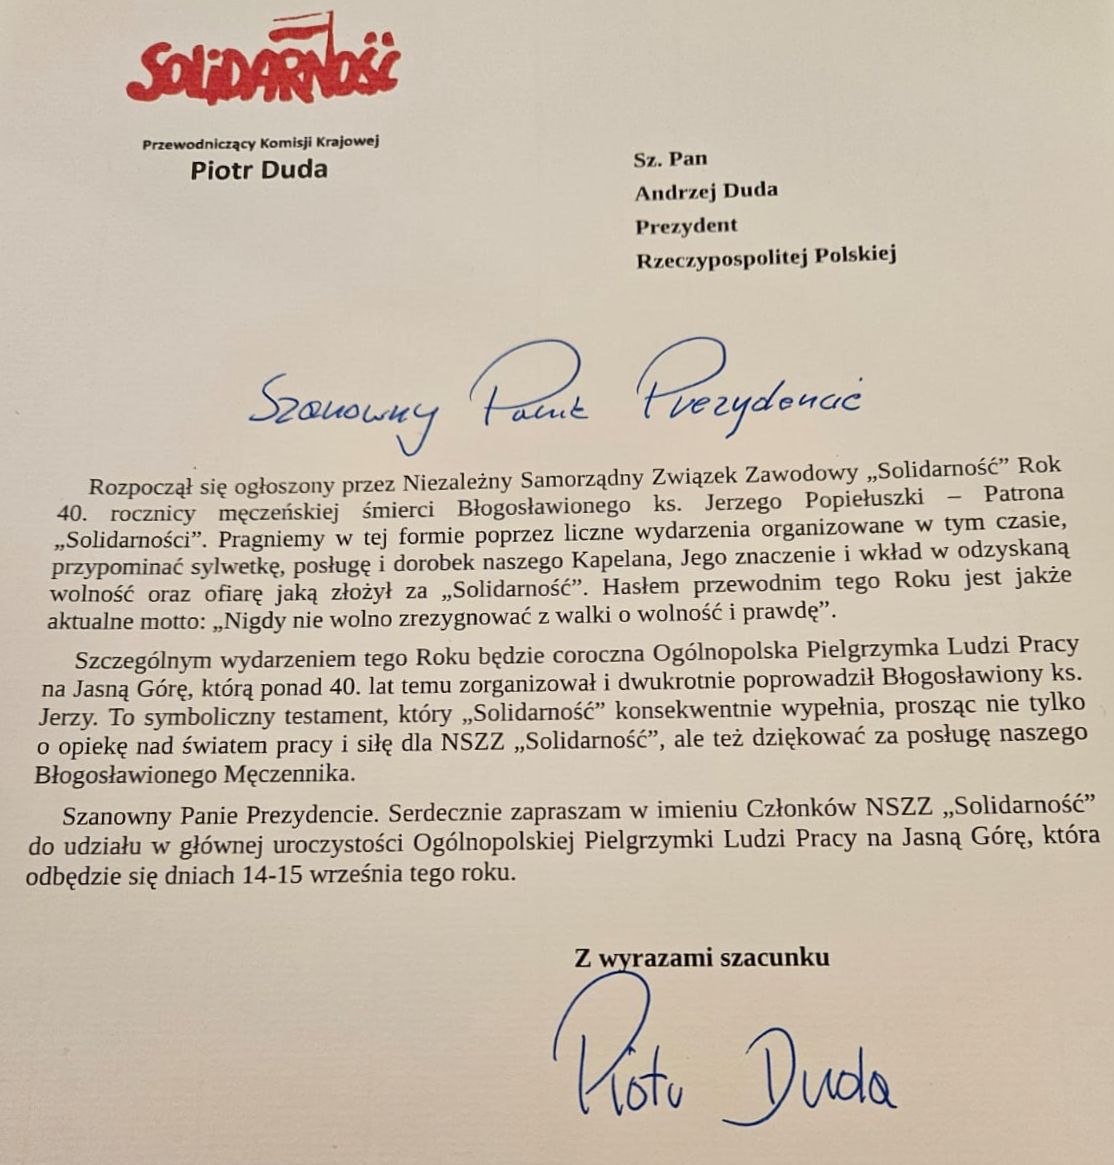 SOLiDARNOŚĆ
Przewodniczący Komisji Krajowej
Piotr Duda
Sz. Pan
Andrzej Duda
Prezydent
Rzeczypospolitej Polskiej
Szanowny Panie Prezydencie
Rozpoczął się ogłoszony przez Niezależny Samorządny Związek Zawodowy „Solidarność” Rok
40. rocznicy męczeńskiej śmierci Błogosławionego ks. Jerzego Popiełuszki – Patrona
„Solidarności”. Pragniemy w tej formie poprzez liczne wydarzenia organizowane w tym czasie,
przypominać sylwetkę, posługę i dorobek naszego Kapelana, Jego znaczenie i wkład w odzyskaną
wolność oraz ofiarę jaką złożył za „Solidarność”. Hasłem przewodnim tego Roku jest jakże
aktualne motto: „Nigdy nie wolno zrezygnować z walki o wolność i prawdę”.
Szczególnym wydarzeniem tego Roku będzie coroczna Ogólnopolska Pielgrzymka Ludzi Pracy
na Jasną Górę, którą ponad 40. lat temu zorganizował i dwukrotnie poprowadził Błogosławiony ks.
Jerzy. To symboliczny testament, który „Solidarność” konsekwentnie wypełnia, prosząc nie tylko
o opiekę nad światem pracy i siłę dla NSZZ „Solidarność”, ale też dziękować za posługę naszego
Błogosławionego Męczennika.
Szanowny Panie Prezydencie. Serdecznie zapraszam w imieniu Członków NSZZ „Solidarność”
do udziału w głównej uroczystości Ogólnopolskiej Pielgrzymki Ludzi Pracy na Jasną Górę, która
odbędzie się dniach 14-15 września tego roku.
Z wyrazami szacunku
Piotr Duda